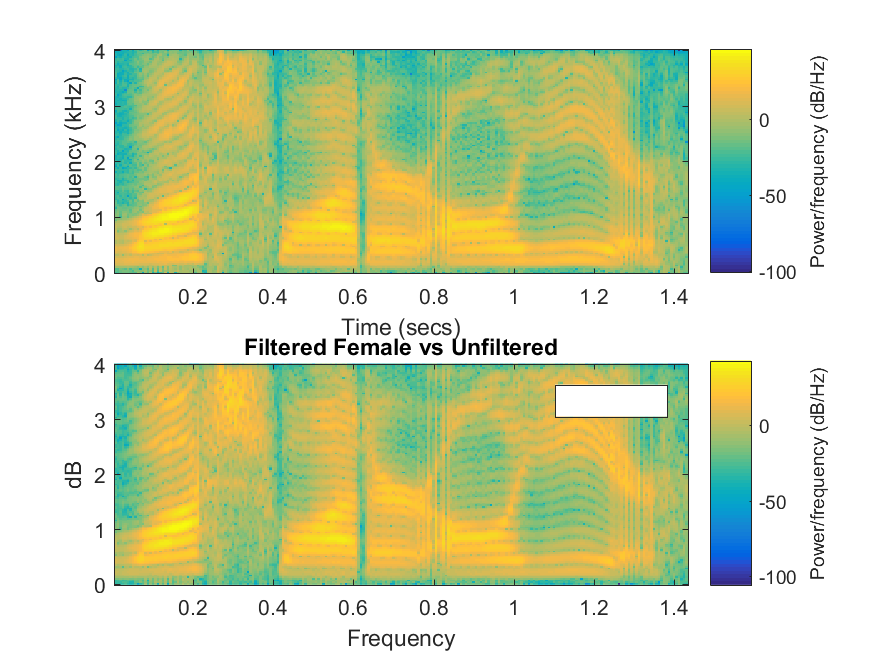 4
3
2
1
0
Frequency (kHz)
0.2 0.4 0.6 0.8 1 1.2 1.4
Time (secs)
0
-50
-100
Power/frequency (dB/Hz)
Filtered Female vs Unfiltered
4
3
2
1
0
dB
0.2 0.4 0.6 0.8 1 1.2 1.4
Frequency
0
-50
-100
Power/frequency (dB/Hz)